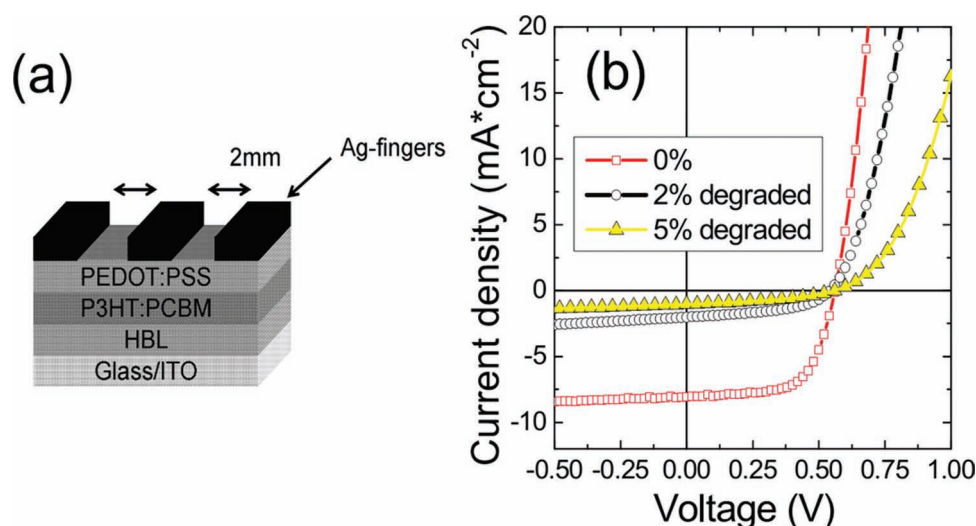 (a)
2mm
Ag-fingers
PEDOT:PSS
P3HT:PCBM
HBL
Glass/ITO
(b)
Current density (mA*cm-2)
20
15
10
5
0
-5
-10
0%
2% degraded
5% degraded
-0.50 -0.25 0.00 0.25 0.50 0.75 1.00
Voltage (V)